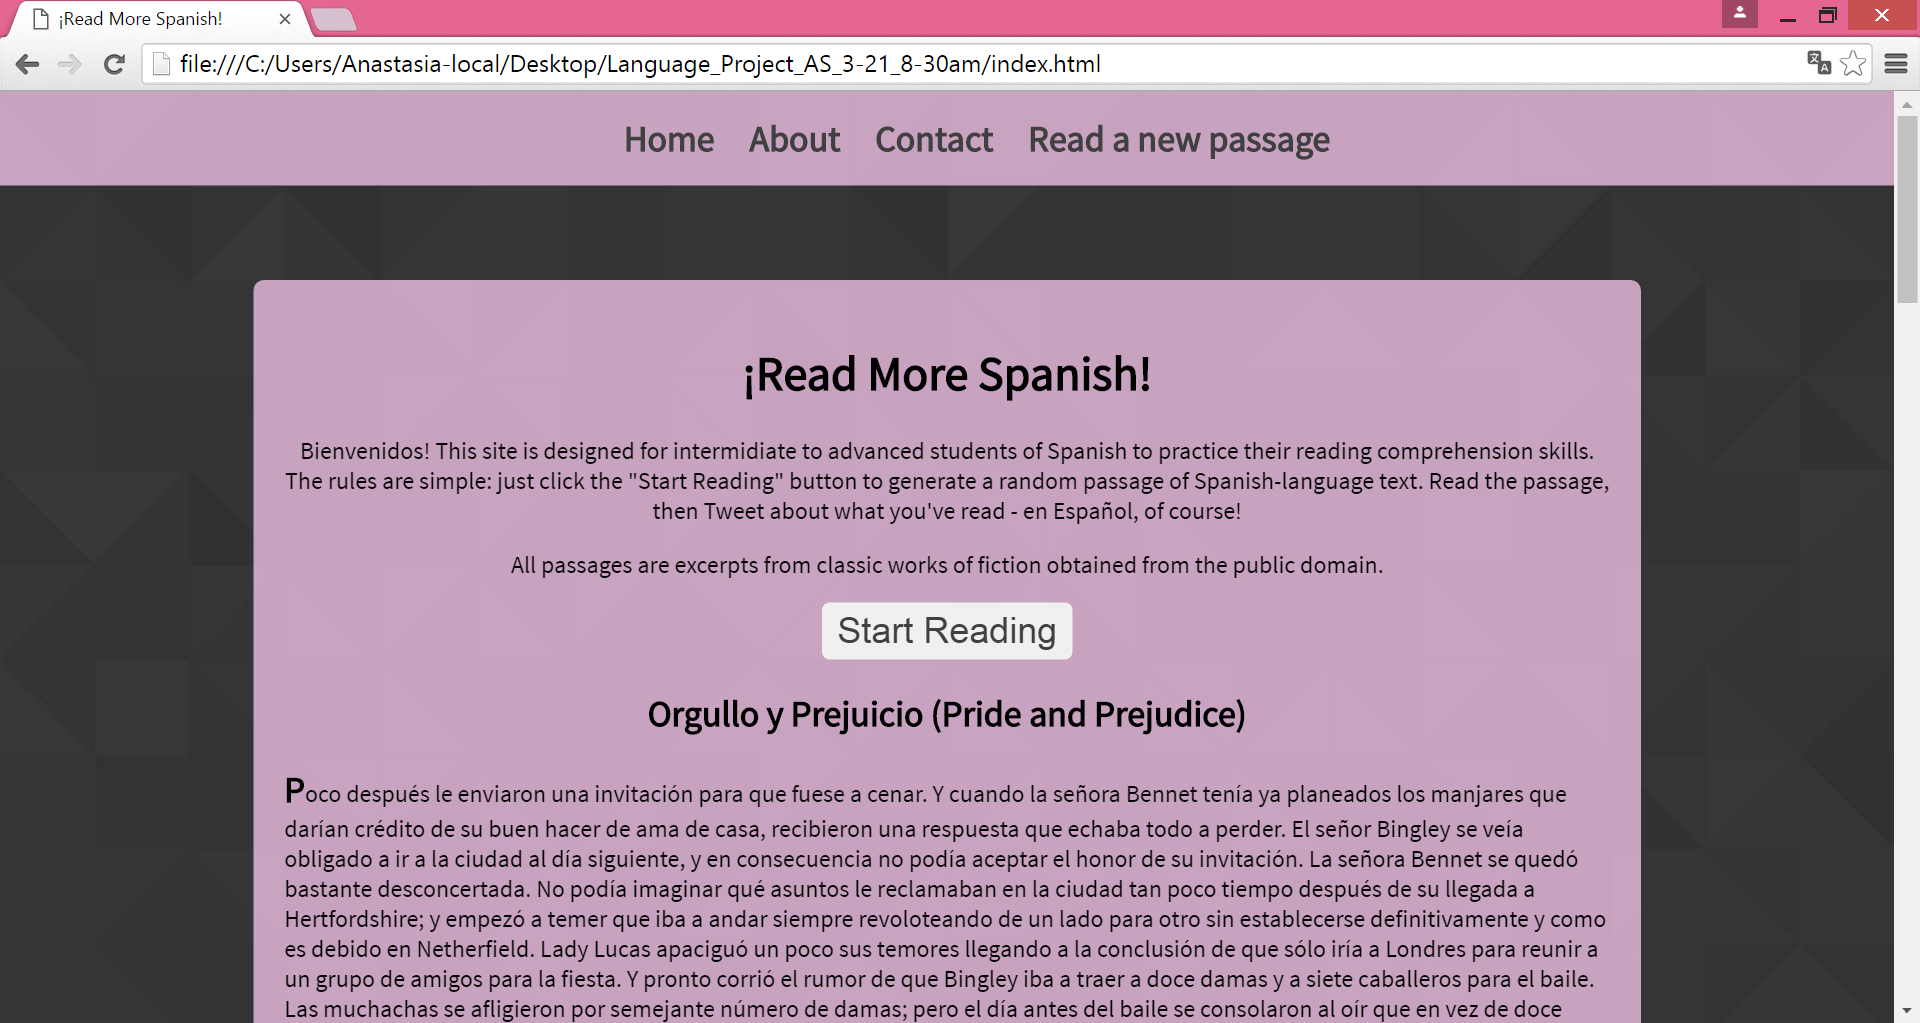 ¡Read More Spanish!
file:///C:/Users/Anastasia-local/Desktop/Language_Project_AS_3-21_8-30am/index.html
Home About Contact Read a new passage
¡Read More Spanish!
Bienvenidos! This site is designed for intermidiate to advanced students of Spanish to practice their reading comprehension skills.
The rules are simple: just click the "Start Reading" button to generate a random passage of Spanish-language text. Read the passage,
then Tweet about what you've read - en Español, of course!
All passages are excerpts from classic works of fiction obtained from the public domain.
Start Reading
Orgullo y Prejuicio (Pride and Prejudice)
Poco después le enviaron una invitación para que fuese a cenar. Y cuando la señora Bennet tenía ya planeados los manjares que
darían crédito de su buen hacer de ama de casa, recibieron una respuesta que echaba todo a perder. El señor Bingley se veía
obligado a ir a la ciudad al día siguiente, y en consecuencia no podía aceptar el honor de su invitación. La señora Bennet se quedó
bastante desconcertada. No podía imaginar qué asuntos le reclamaban en la ciudad tan poco tiempo después de su llegada a
Hertfordshire; y empezó a temer que iba a andar siempre revoloteando de un lado para otro sin establecerse definitivamente y como
es debido en Netherfield. Lady Lucas apaciguó un poco sus temores llegando a la conclusión de que sólo iría a Londres para reunir a
un grupo de amigos para la fiesta. Y pronto corrió el rumor de que Bingley iba a traer a doce damas y a siete caballeros para el baile.
Las muchachas se afligieron por semejante número de damas; pero el día antes del baile se consolaron al oír que en vez de doce